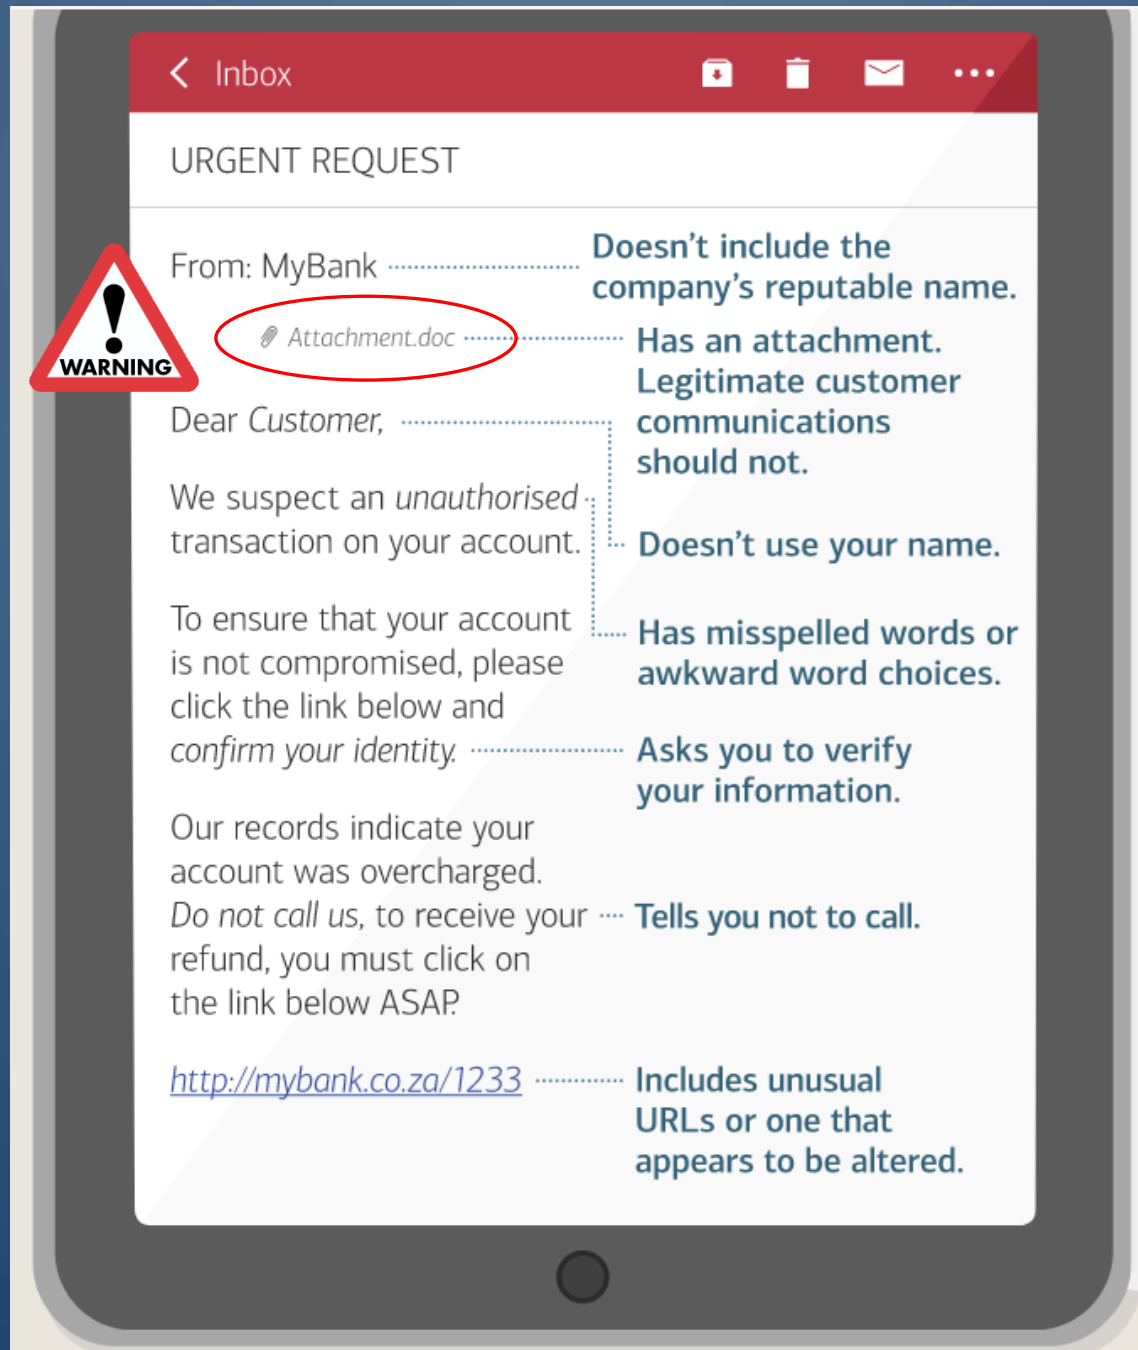 Inbox
URGENT REQUEST
From: MyBank
Doesn't include the
company's reputable name.
WARNING
Attachment.doc
Has an attachment.
Legitimate customer
communications
should not.
Dear Customer,
Doesn't use your name.
We suspect an unauthorised
transaction on your account.
Has misspelled words or
awkward word choices.
To ensure that your account
is not compromised, please
click the link below and
confirm your identity.
Asks you to verify
your information.
Our records indicate your
account was overcharged.
Do not call us, to receive your
refund, you must click on
the link below ASAP.
Tells you not to call.
http://mybank.co.za/1233
Includes unusual
URLs or one that
appears to be altered.